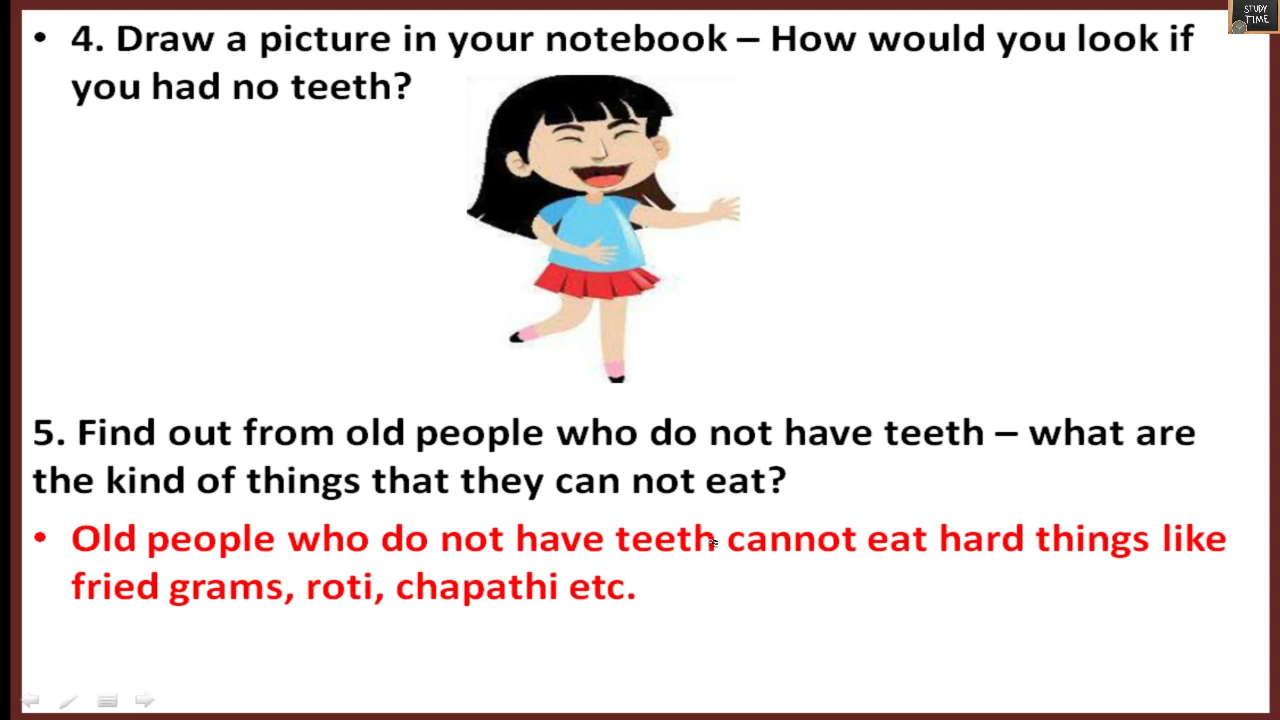 STUDY
TIME
• 4. Draw a picture in your notebook – How would you look if
you had no teeth?
5. Find out from old people who do not have teeth – what are
the kind of things that they can not eat?
• Old people who do not have teeth cannot eat hard things like
fried grams, roti, chapathi etc.